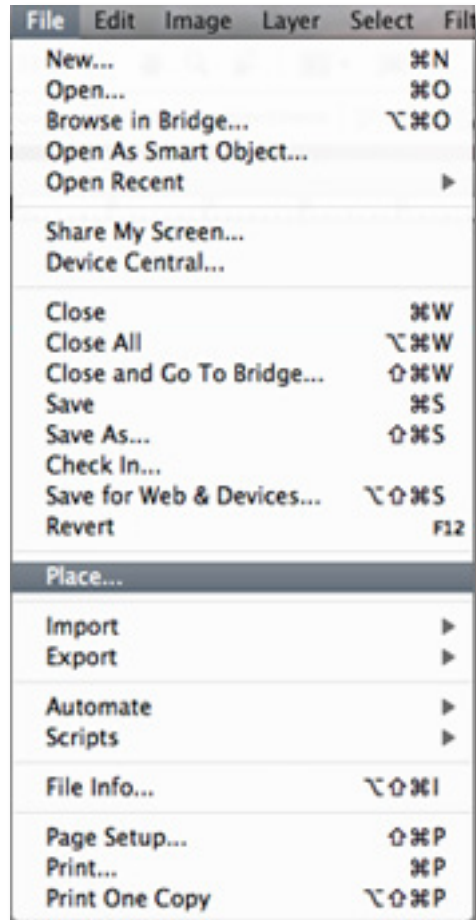 File Edit Image Layer Select Filt
New... ⌘N
Open... ⌘O
Browse in Bridge... ⌥⌘O
Open As Smart Object...
Open Recent ▶
Share My Screen...
Device Central...
Close ⌘W
Close All ⌥⌘W
Close and Go To Bridge... ⇧⌘W
Save ⌘S
Save As... ⇧⌘S
Check In...
Save for Web & Devices... ⌥⇧⌘S
Revert F12
Place...
Import ▶
Export ▶
Automate ▶
Scripts ▶
File Info... ⌥⇧⌘I
Page Setup... ⇧⌘P
Print... ⌘P
Print One Copy ⌥⇧⌘P